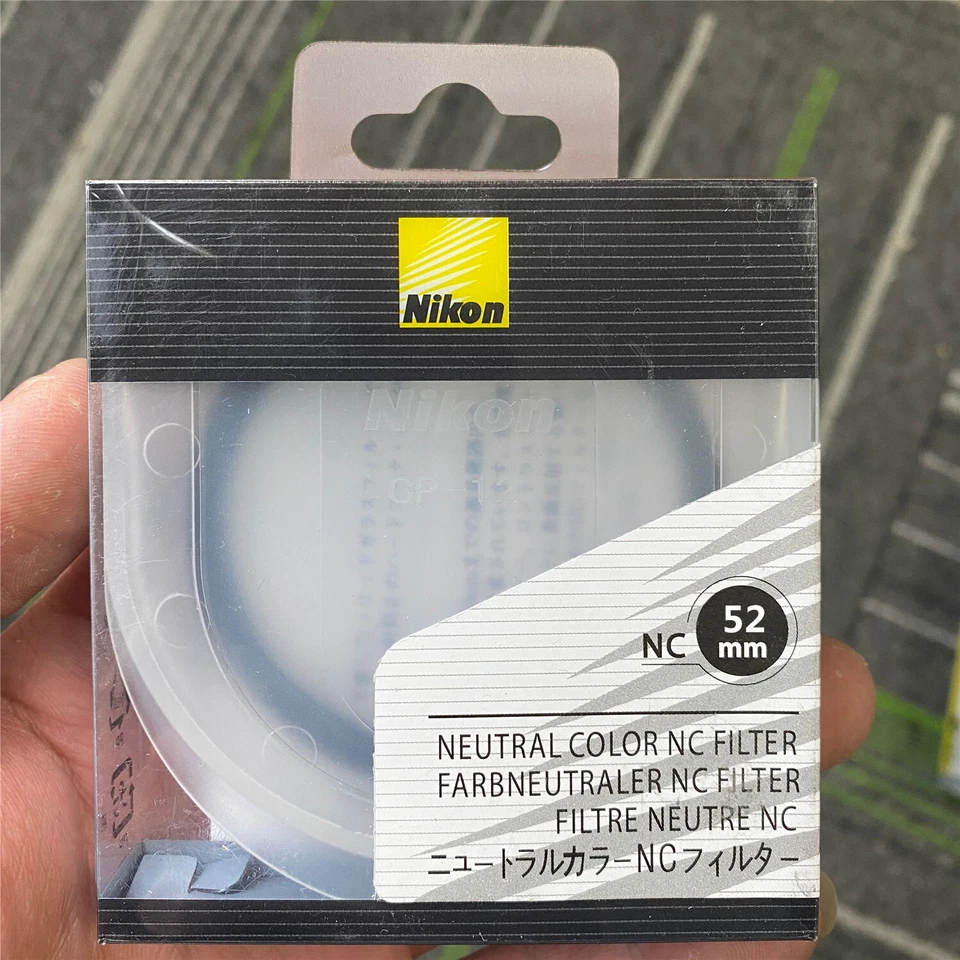 Nikon
Nikon
NC
52
mm
NEUTRAL COLOR NC FILTER
FARBNEUTRALER NC FILTER
FILTRE NEUTRE NC
ニュートラルカラーNCフィルター